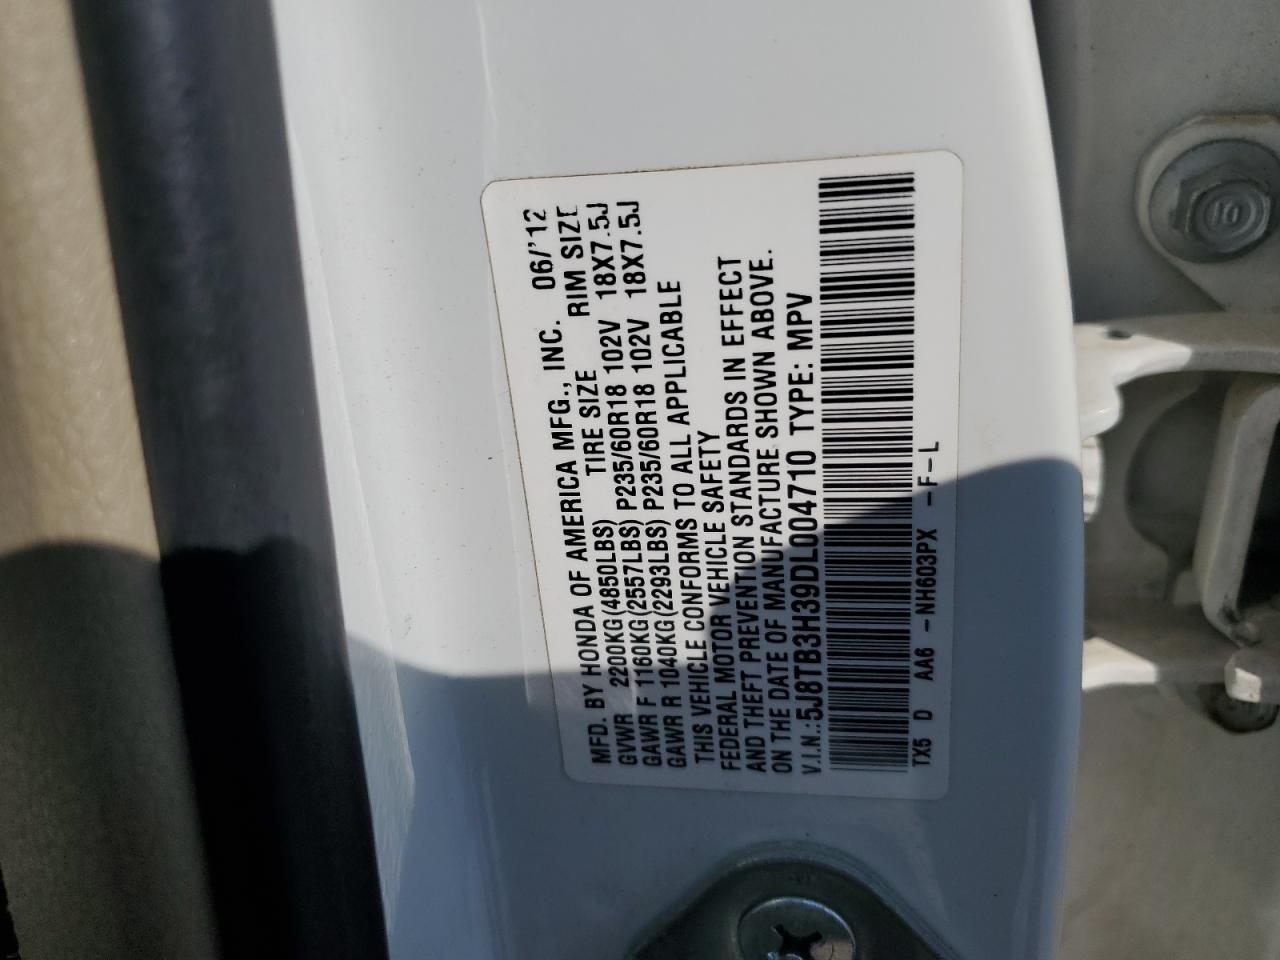 MFD. BY HONDA OF AMERICA MFG., INC. 06/'12
GVWR 2200KG(4850LBS) TIRE SIZE RIM SIZE
GAWR F 1160KG(2557LBS) P235/60R18 102V 18X7.5J
GAWR R 1040KG(2293LBS) P235/60R18 102V 18X7.5J
THIS VEHICLE CONFORMS TO ALL APPLICABLE
FEDERAL MOTOR VEHICLE SAFETY
AND THEFT PREVENTION STANDARDS IN EFFECT
ON THE DATE OF MANUFACTURE SHOWN ABOVE.
V.I.N.:5J8TB3H39DL004710 TYPE: MPV
TX5 D AA6 -NH603PX -F-L
10